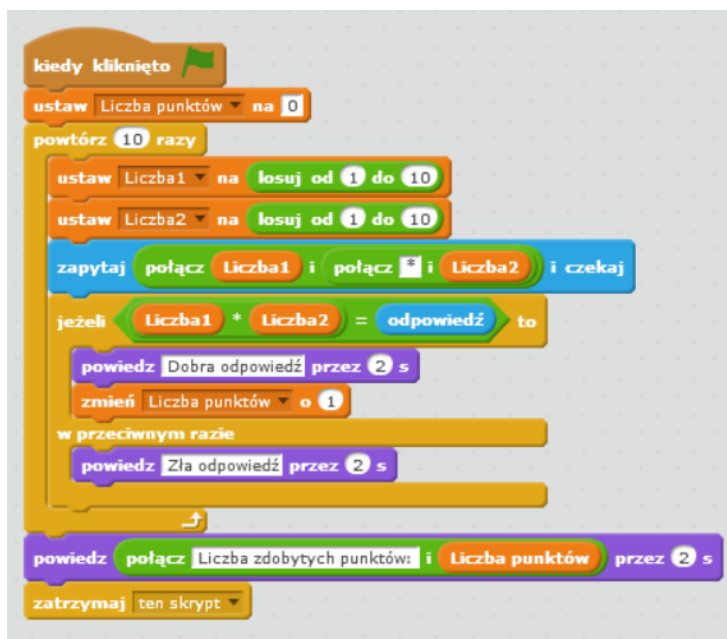 kiedy kliknięto
ustaw Liczba punktów na 0
powtórz 10 razy
ustaw Liczba1 na losuj od 1 do 10
ustaw Liczba2 na losuj od 1 do 10
zapytaj połącz Liczba1 i połącz * i Liczba2 i czekaj
jeżeli Liczba1 * Liczba2 = odpowiedź to
powiedz Dobra odpowiedź przez 2 s
zmień Liczba punktów o 1
w przeciwnym razie
powiedz Zła odpowiedź przez 2 s
powiedz połącz Liczba zdobytych punktów: i Liczba punktów przez 2 s
zatrzymaj ten skrypt